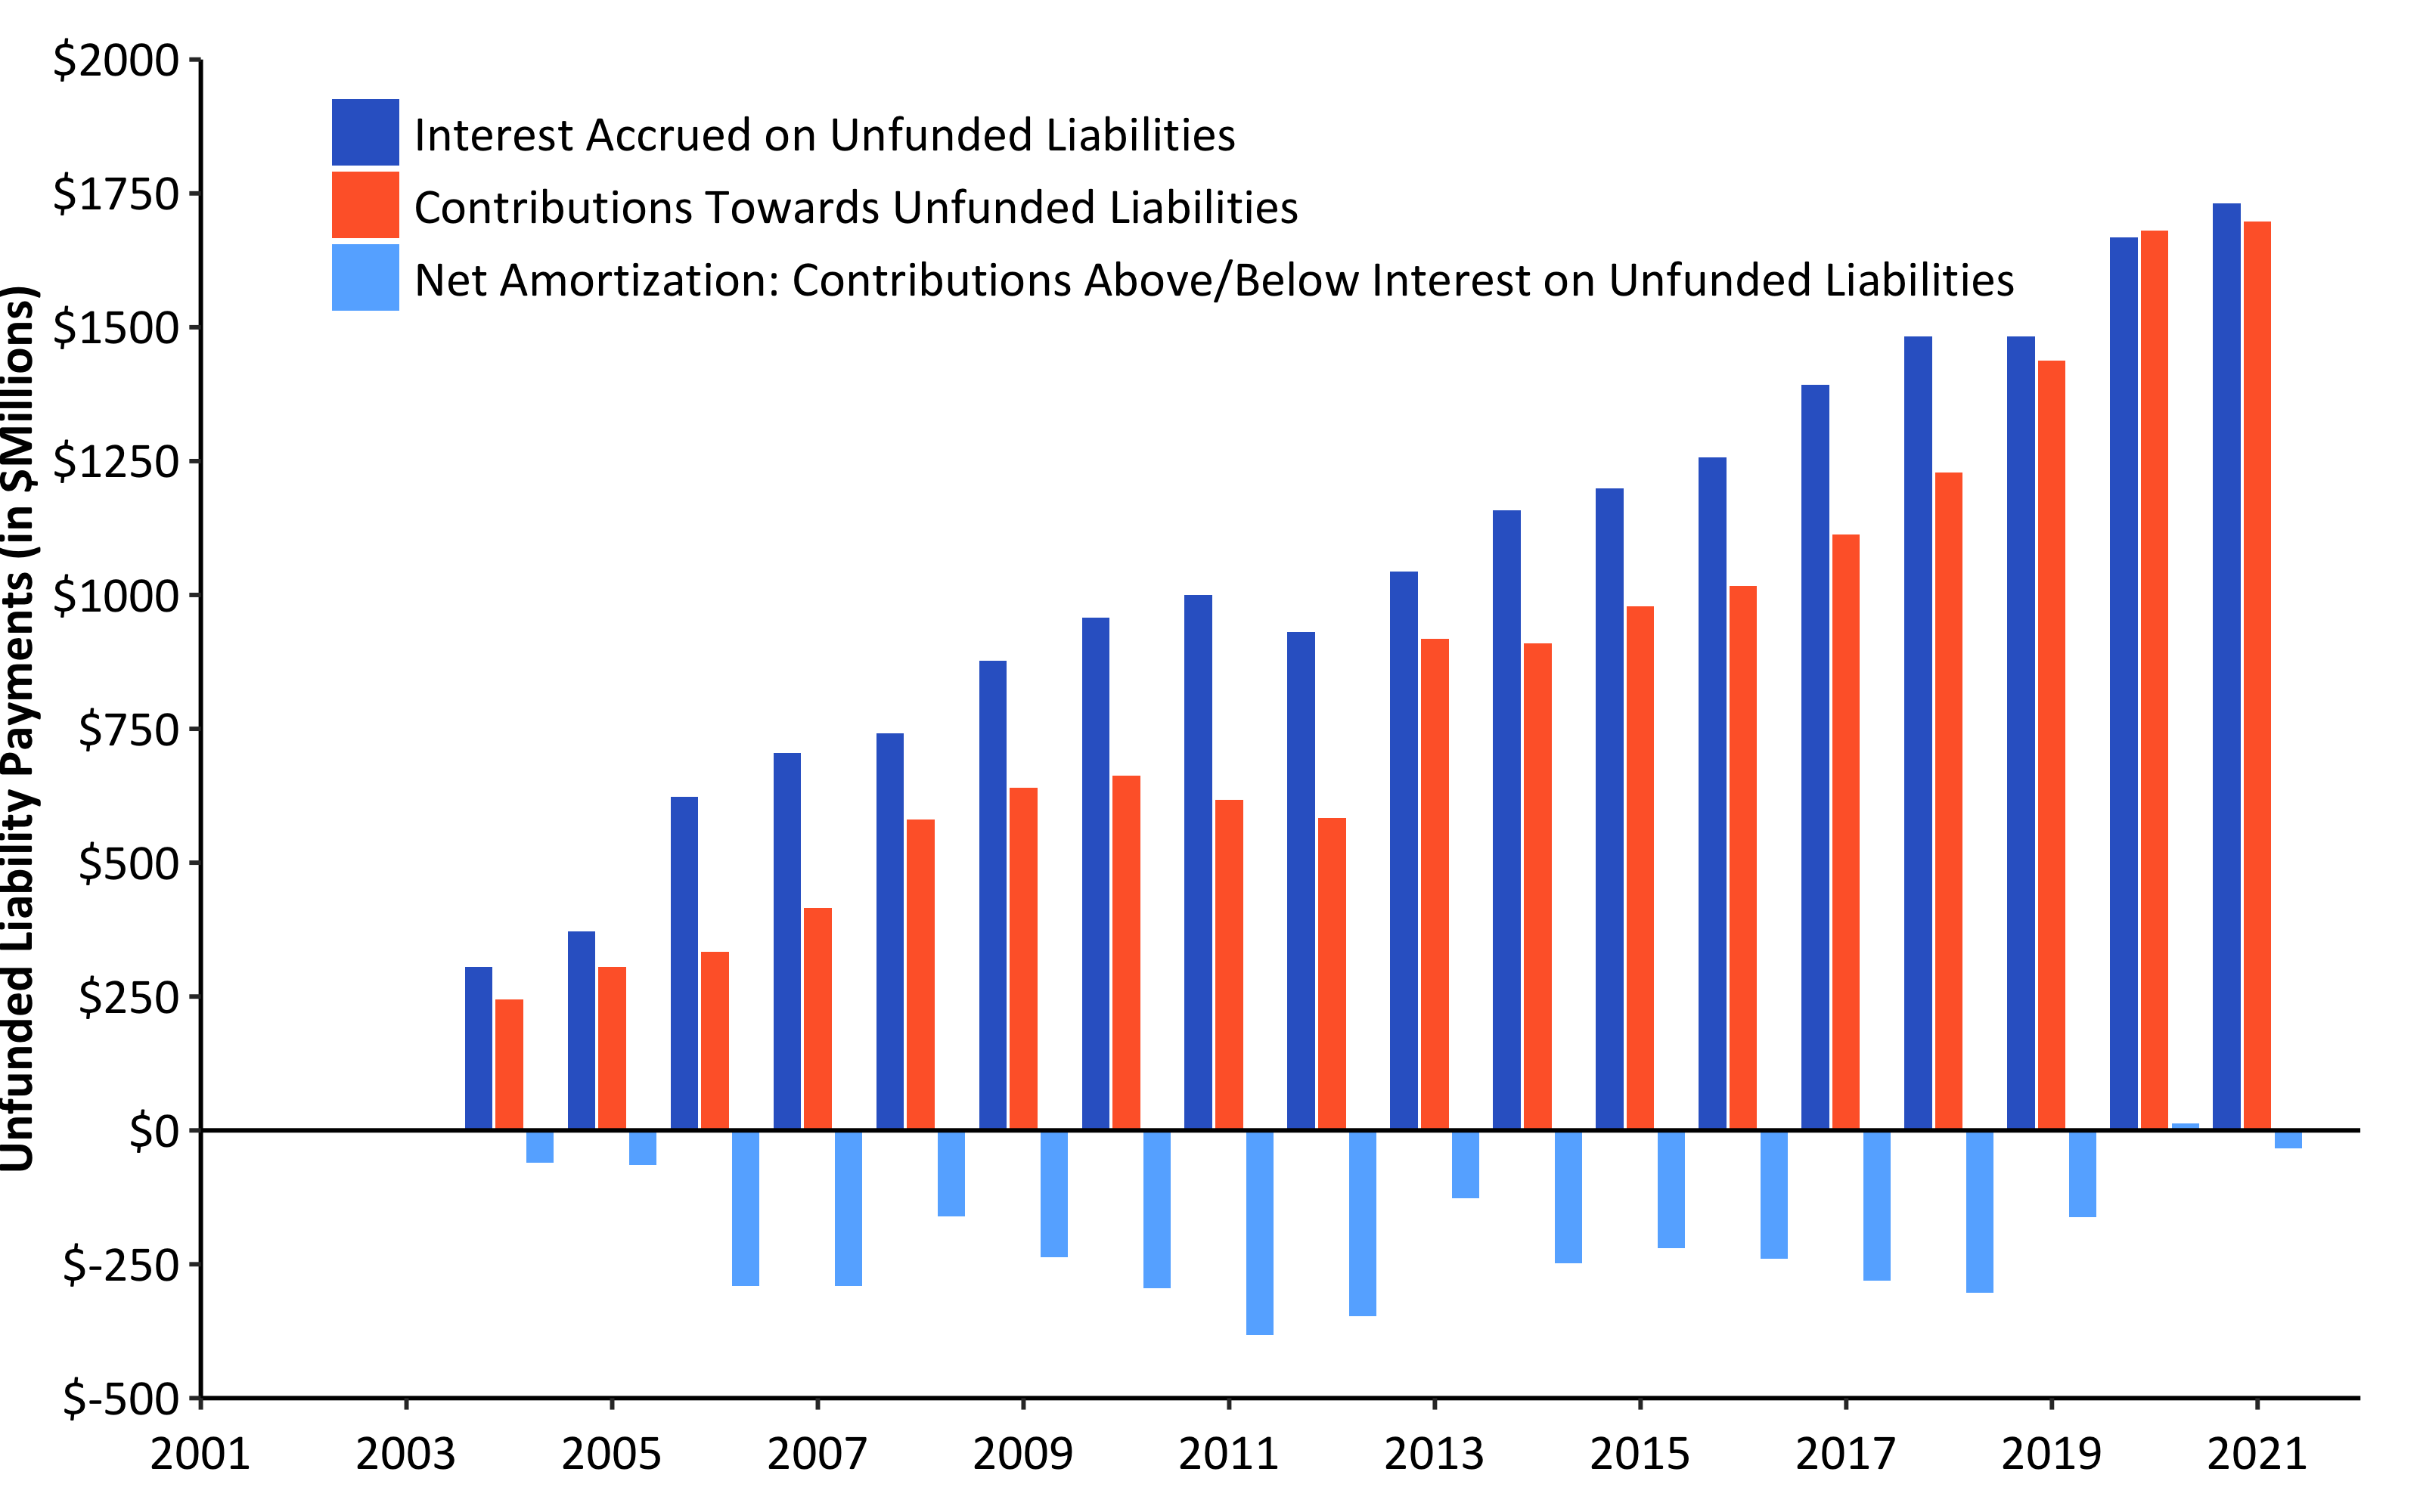 Unfunded Liability Payments (in $Millions)
$2000
$1750
$1500
$1250
$1000
$750
$500
$250
$0
$-250
$-500
Interest Accrued on Unfunded Liabilities
Contributions Towards Unfunded Liabilities
Net Amortization: Contributions Above/Below Interest on Unfunded Liabilities
2001 2003 2005 2007 2009 2011 2013 2015 2017 2019 2021